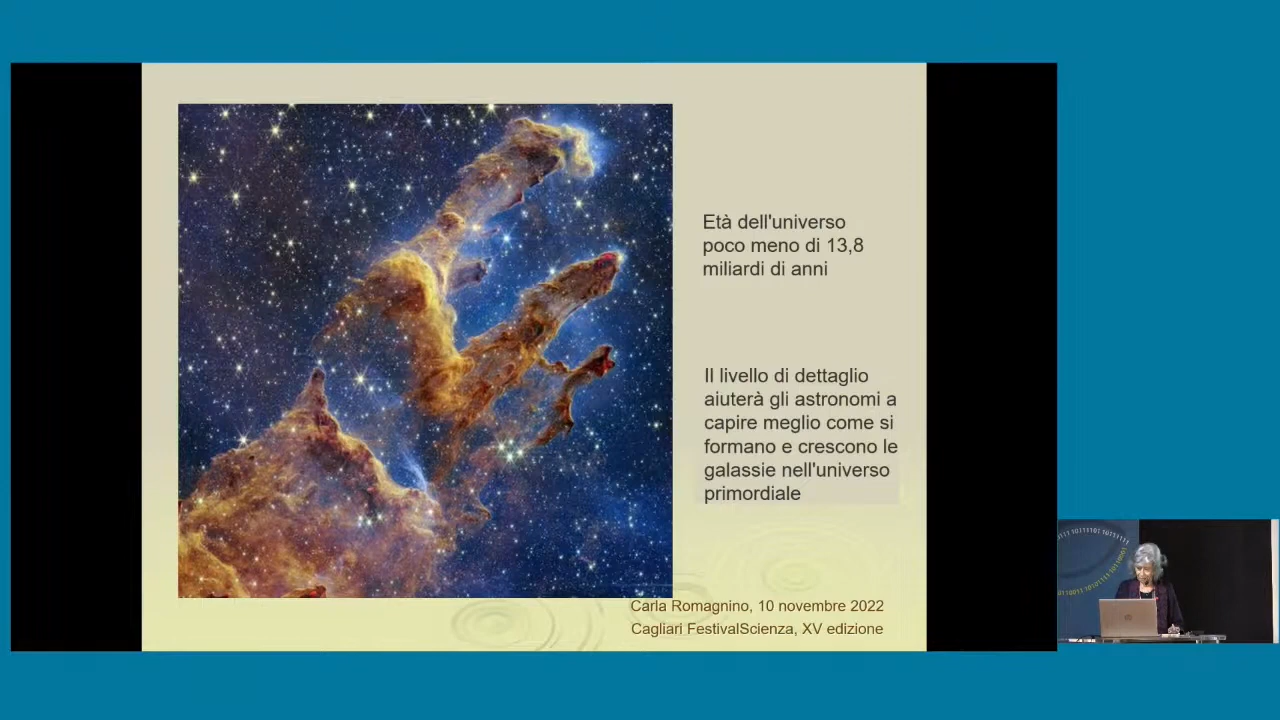 Età dell'universo
poco meno di 13,8
miliardi di anni
Il livello di dettaglio
aiuterà gli astronomi a
capire meglio come si
formano e crescono le
galassie nell'universo
primordiale
Carla Romagnino, 10 novembre 2022
Cagliari FestivalScienza, XV edizione